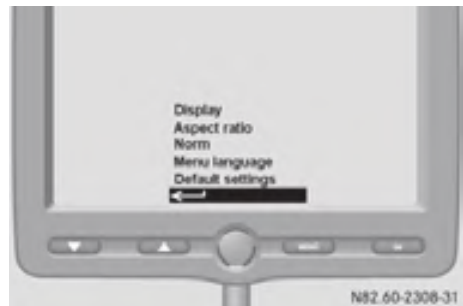 Display
Aspect ratio
Norm
Menu language
Default settings
N82.60-2308-31